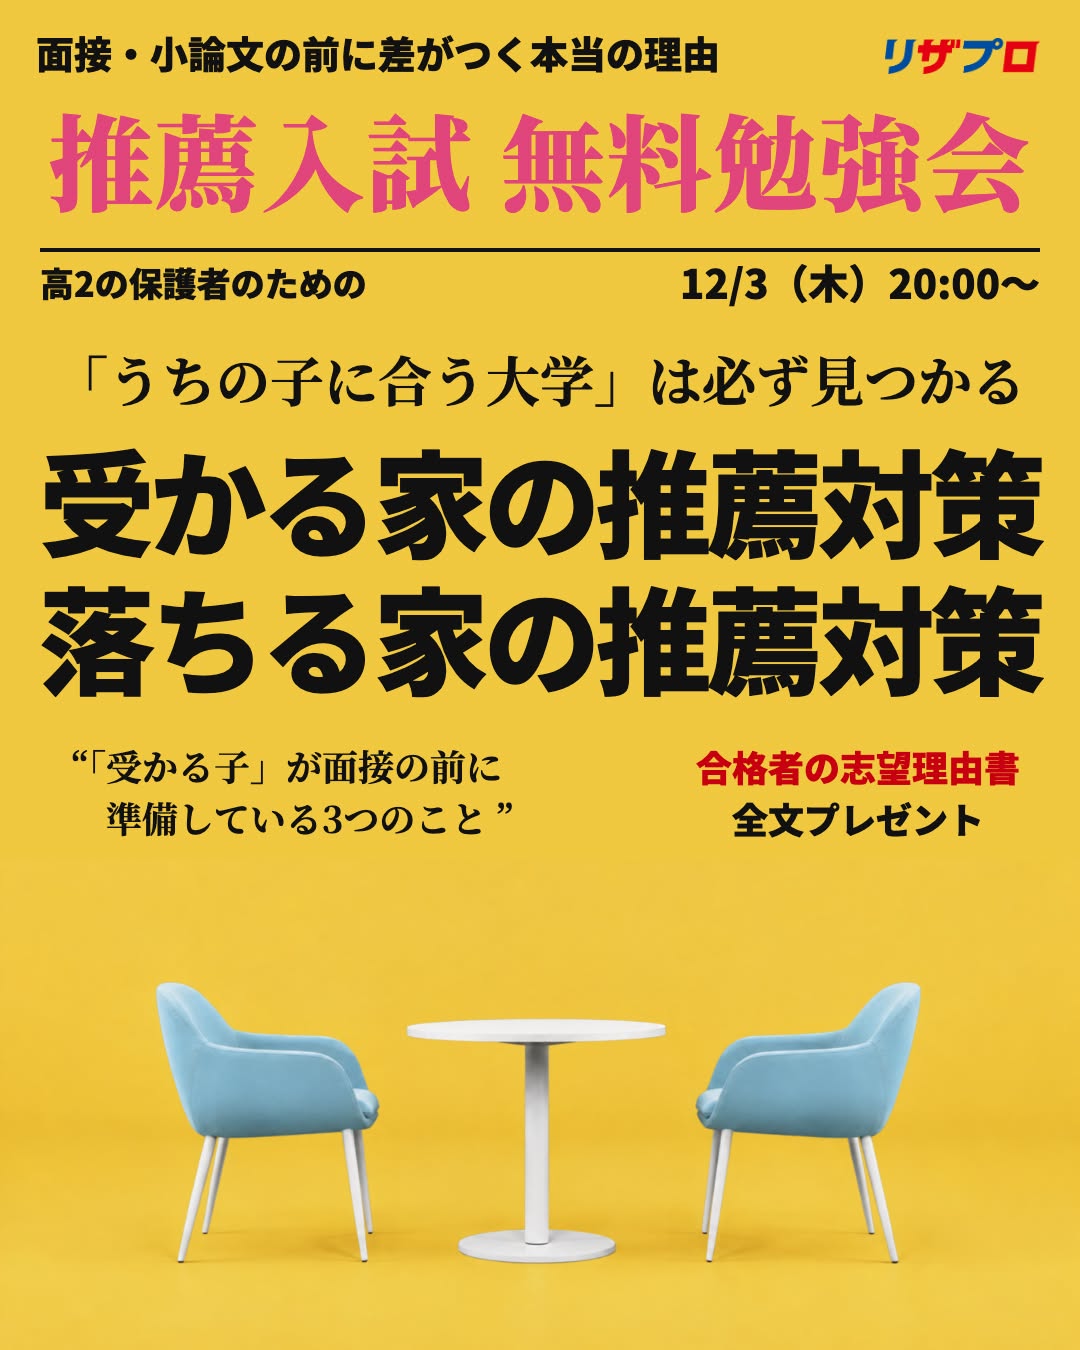 面接・小論文の前に差がつく本当の理由
リザプロ
推薦入試 無料勉強会
高2の保護者のための
12/3（木）20:00〜
「うちの子に合う大学」は必ず見つかる
受かる家の推薦対策
落ちる家の推薦対策
“「受かる子」が面接の前に
準備している3つのこと ”
合格者の志望理由書
全文プレゼント